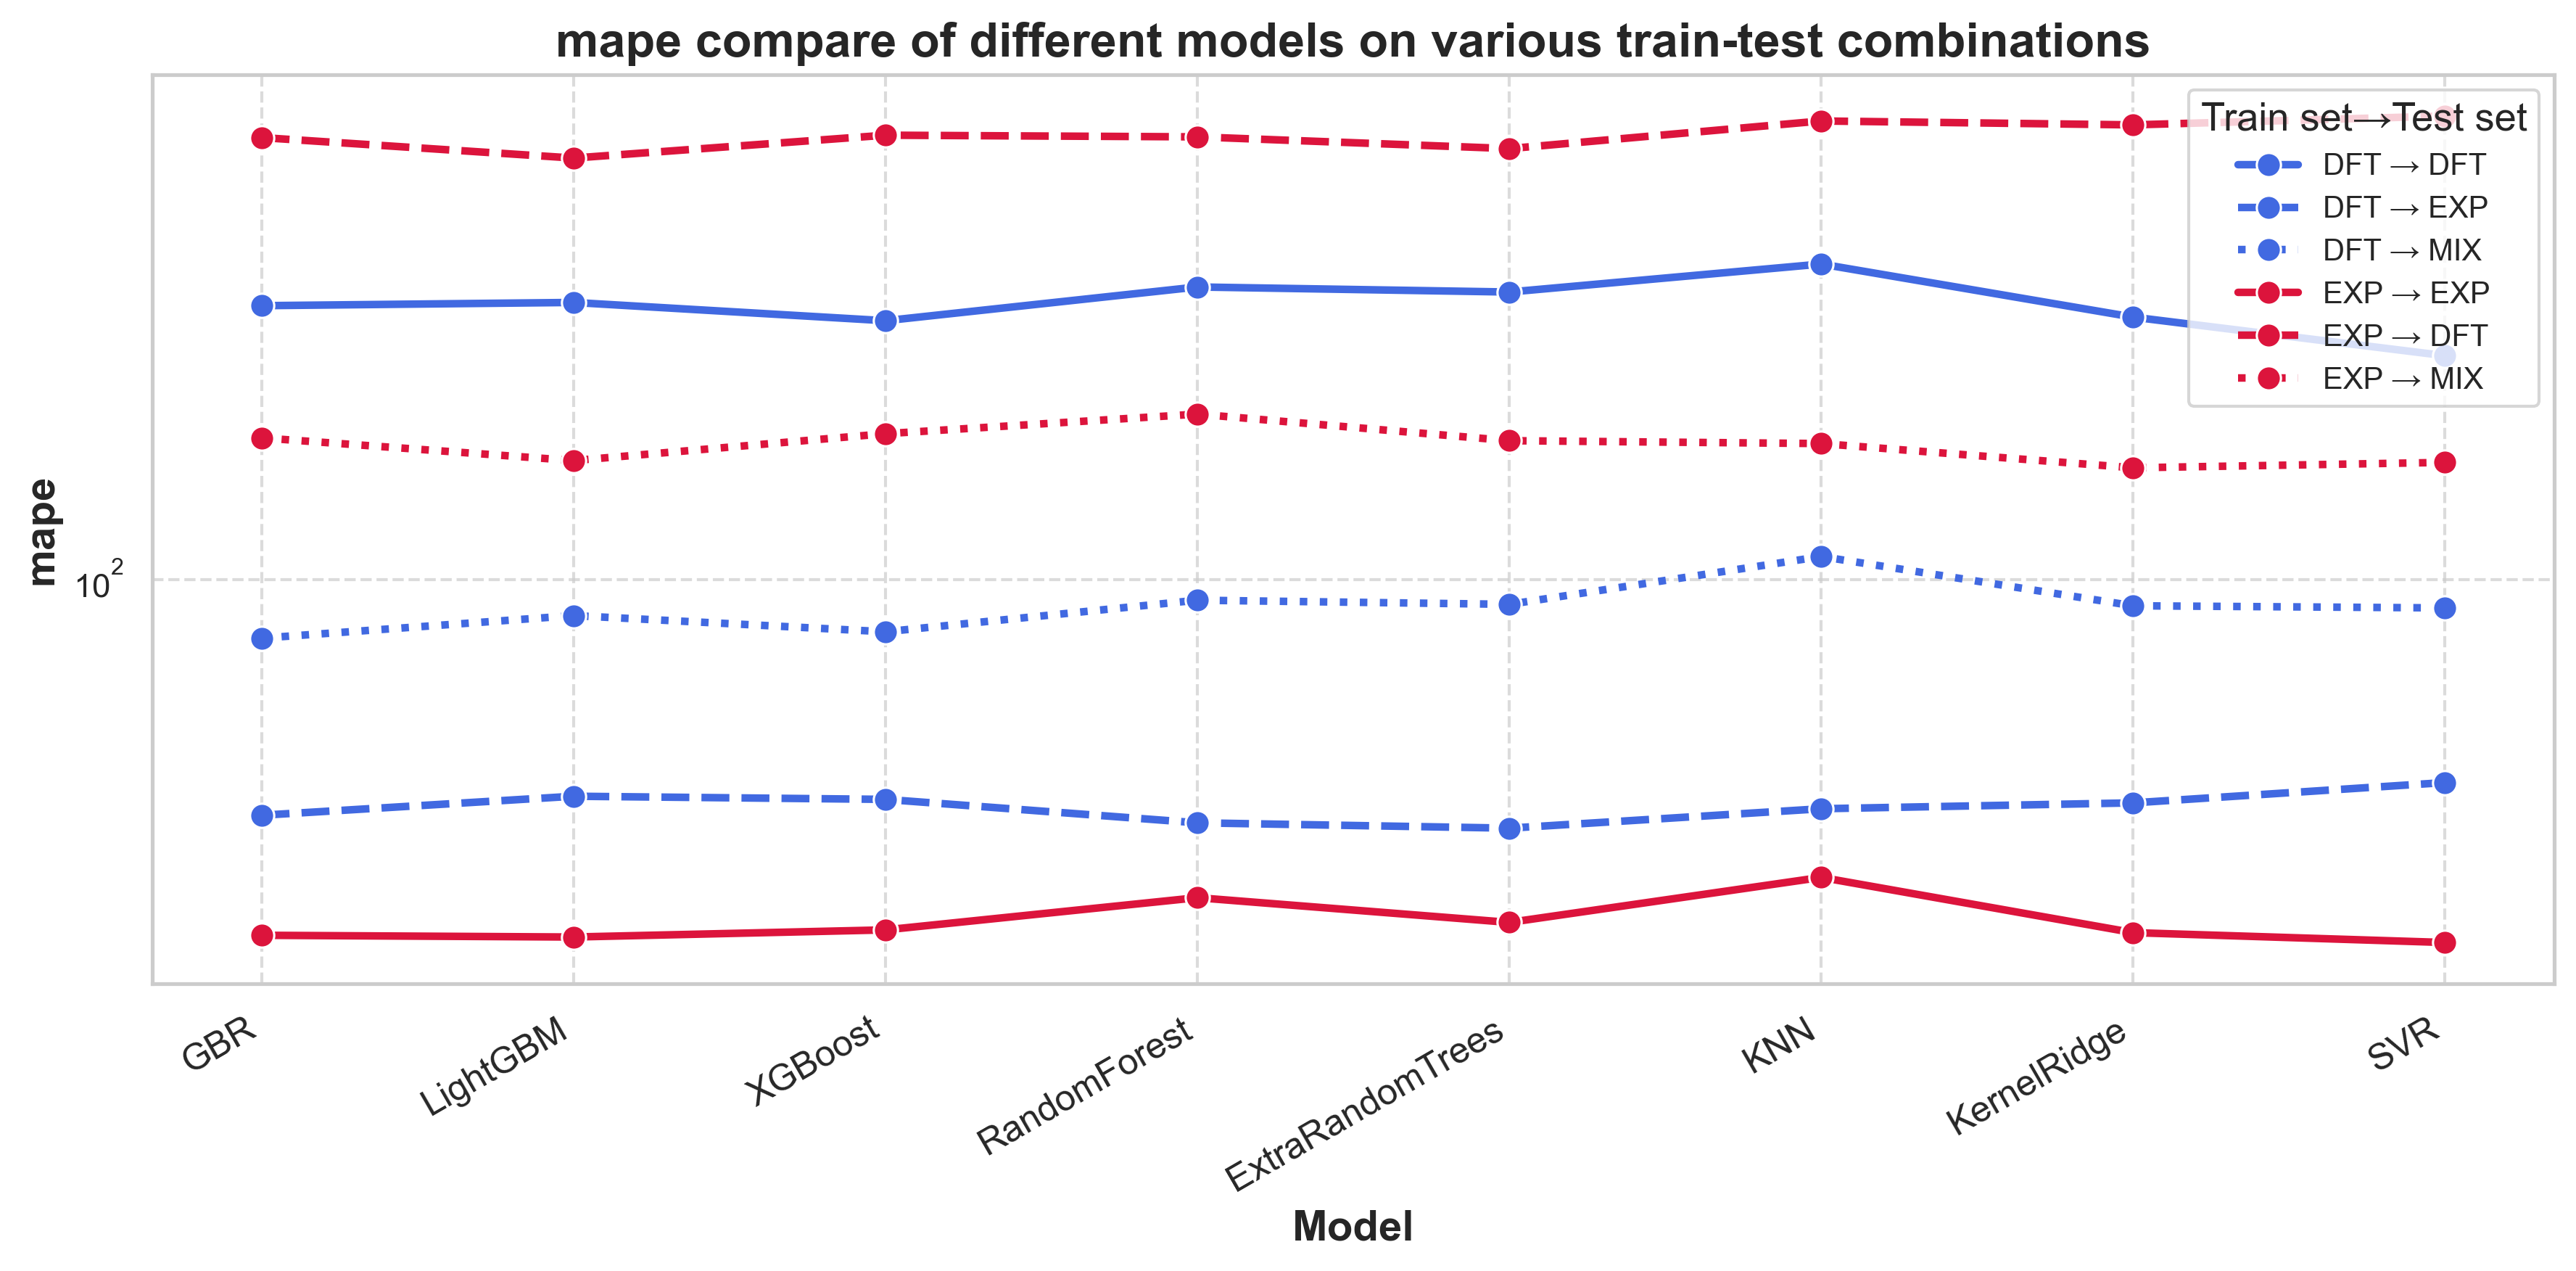 mape compare of different models on various train-test combinations
Train set→Test set
DFT → DFT
DFT → EXP
DFT → MIX
EXP → EXP
EXP → DFT
EXP → MIX
mape
10²
GBR
LightGBM
XGBoost
RandomForest
ExtraRandomTrees
KNN
KernelRidge
SVR
Model